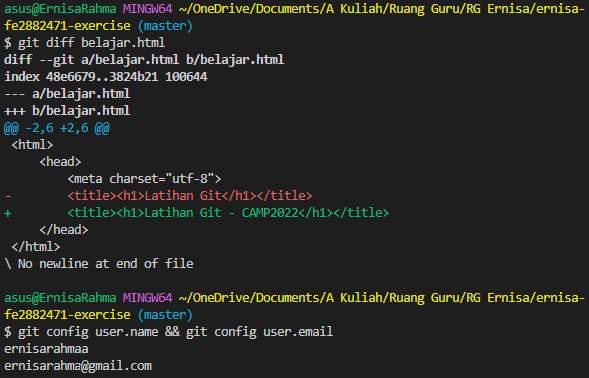 asus@ErnisaRahma MINGW64 ~/OneDrive/Documents/A Kuliah/Ruang Guru/RG Ernisa/ernisa-
fe2882471-exercise (master)
$ git diff belajar.html
diff --git a/belajar.html b/belajar.html
index 48e6679..3824b21 100644
--- a/belajar.html
+++ b/belajar.html
@@ -2,6 +2,6 @@
 <html>
     <head>
         <meta charset="utf-8">
-        <title><h1>Latihan Git</h1></title>
+        <title><h1>Latihan Git - CAMP2022</h1></title>
     </head>
 </html>
\ No newline at end of file
asus@ErnisaRahma MINGW64 ~/OneDrive/Documents/A Kuliah/Ruang Guru/RG Ernisa/ernisa-
fe2882471-exercise (master)
$ git config user.name && git config user.email
ernisarahmaa
ernisarahma@gmail.com